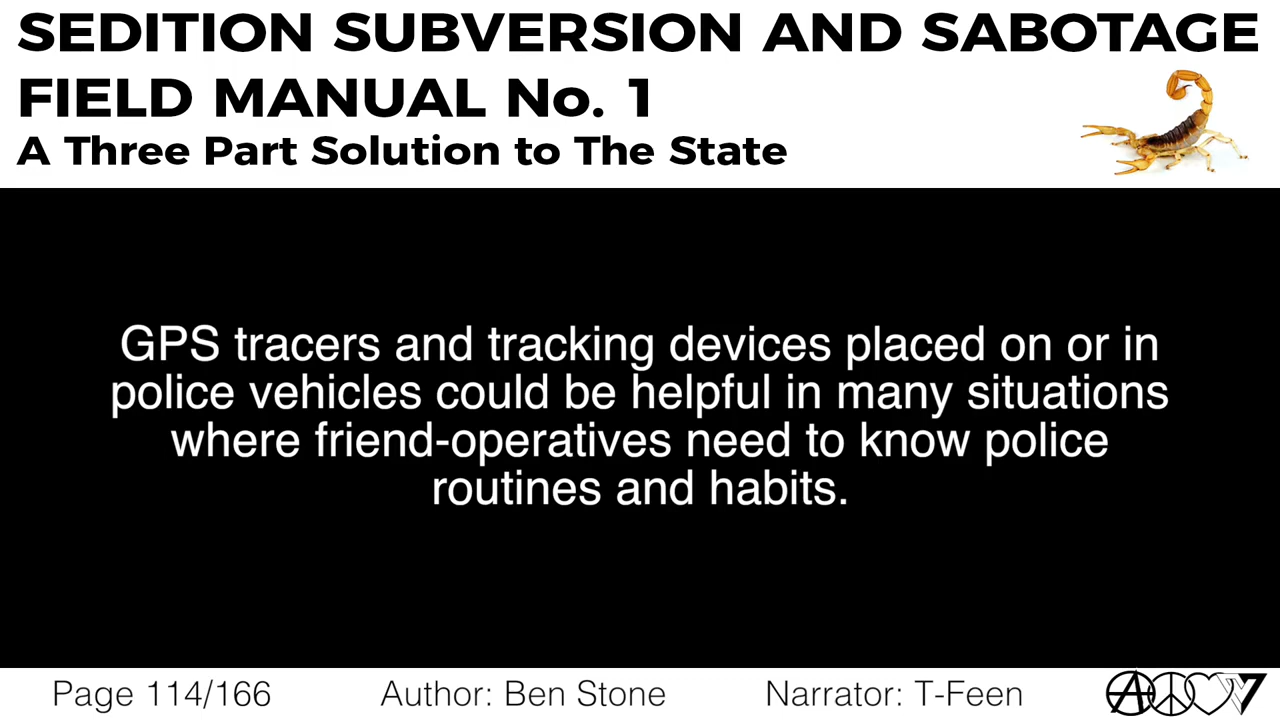 SEDITION SUBVERSION AND SABOTAGE
FIELD MANUAL No. 1
A Three Part Solution to The State
GPS tracers and tracking devices placed on or in
police vehicles could be helpful in many situations
where friend-operatives need to know police
routines and habits.
Page 114/166 Author: Ben Stone Narrator: T-Feen